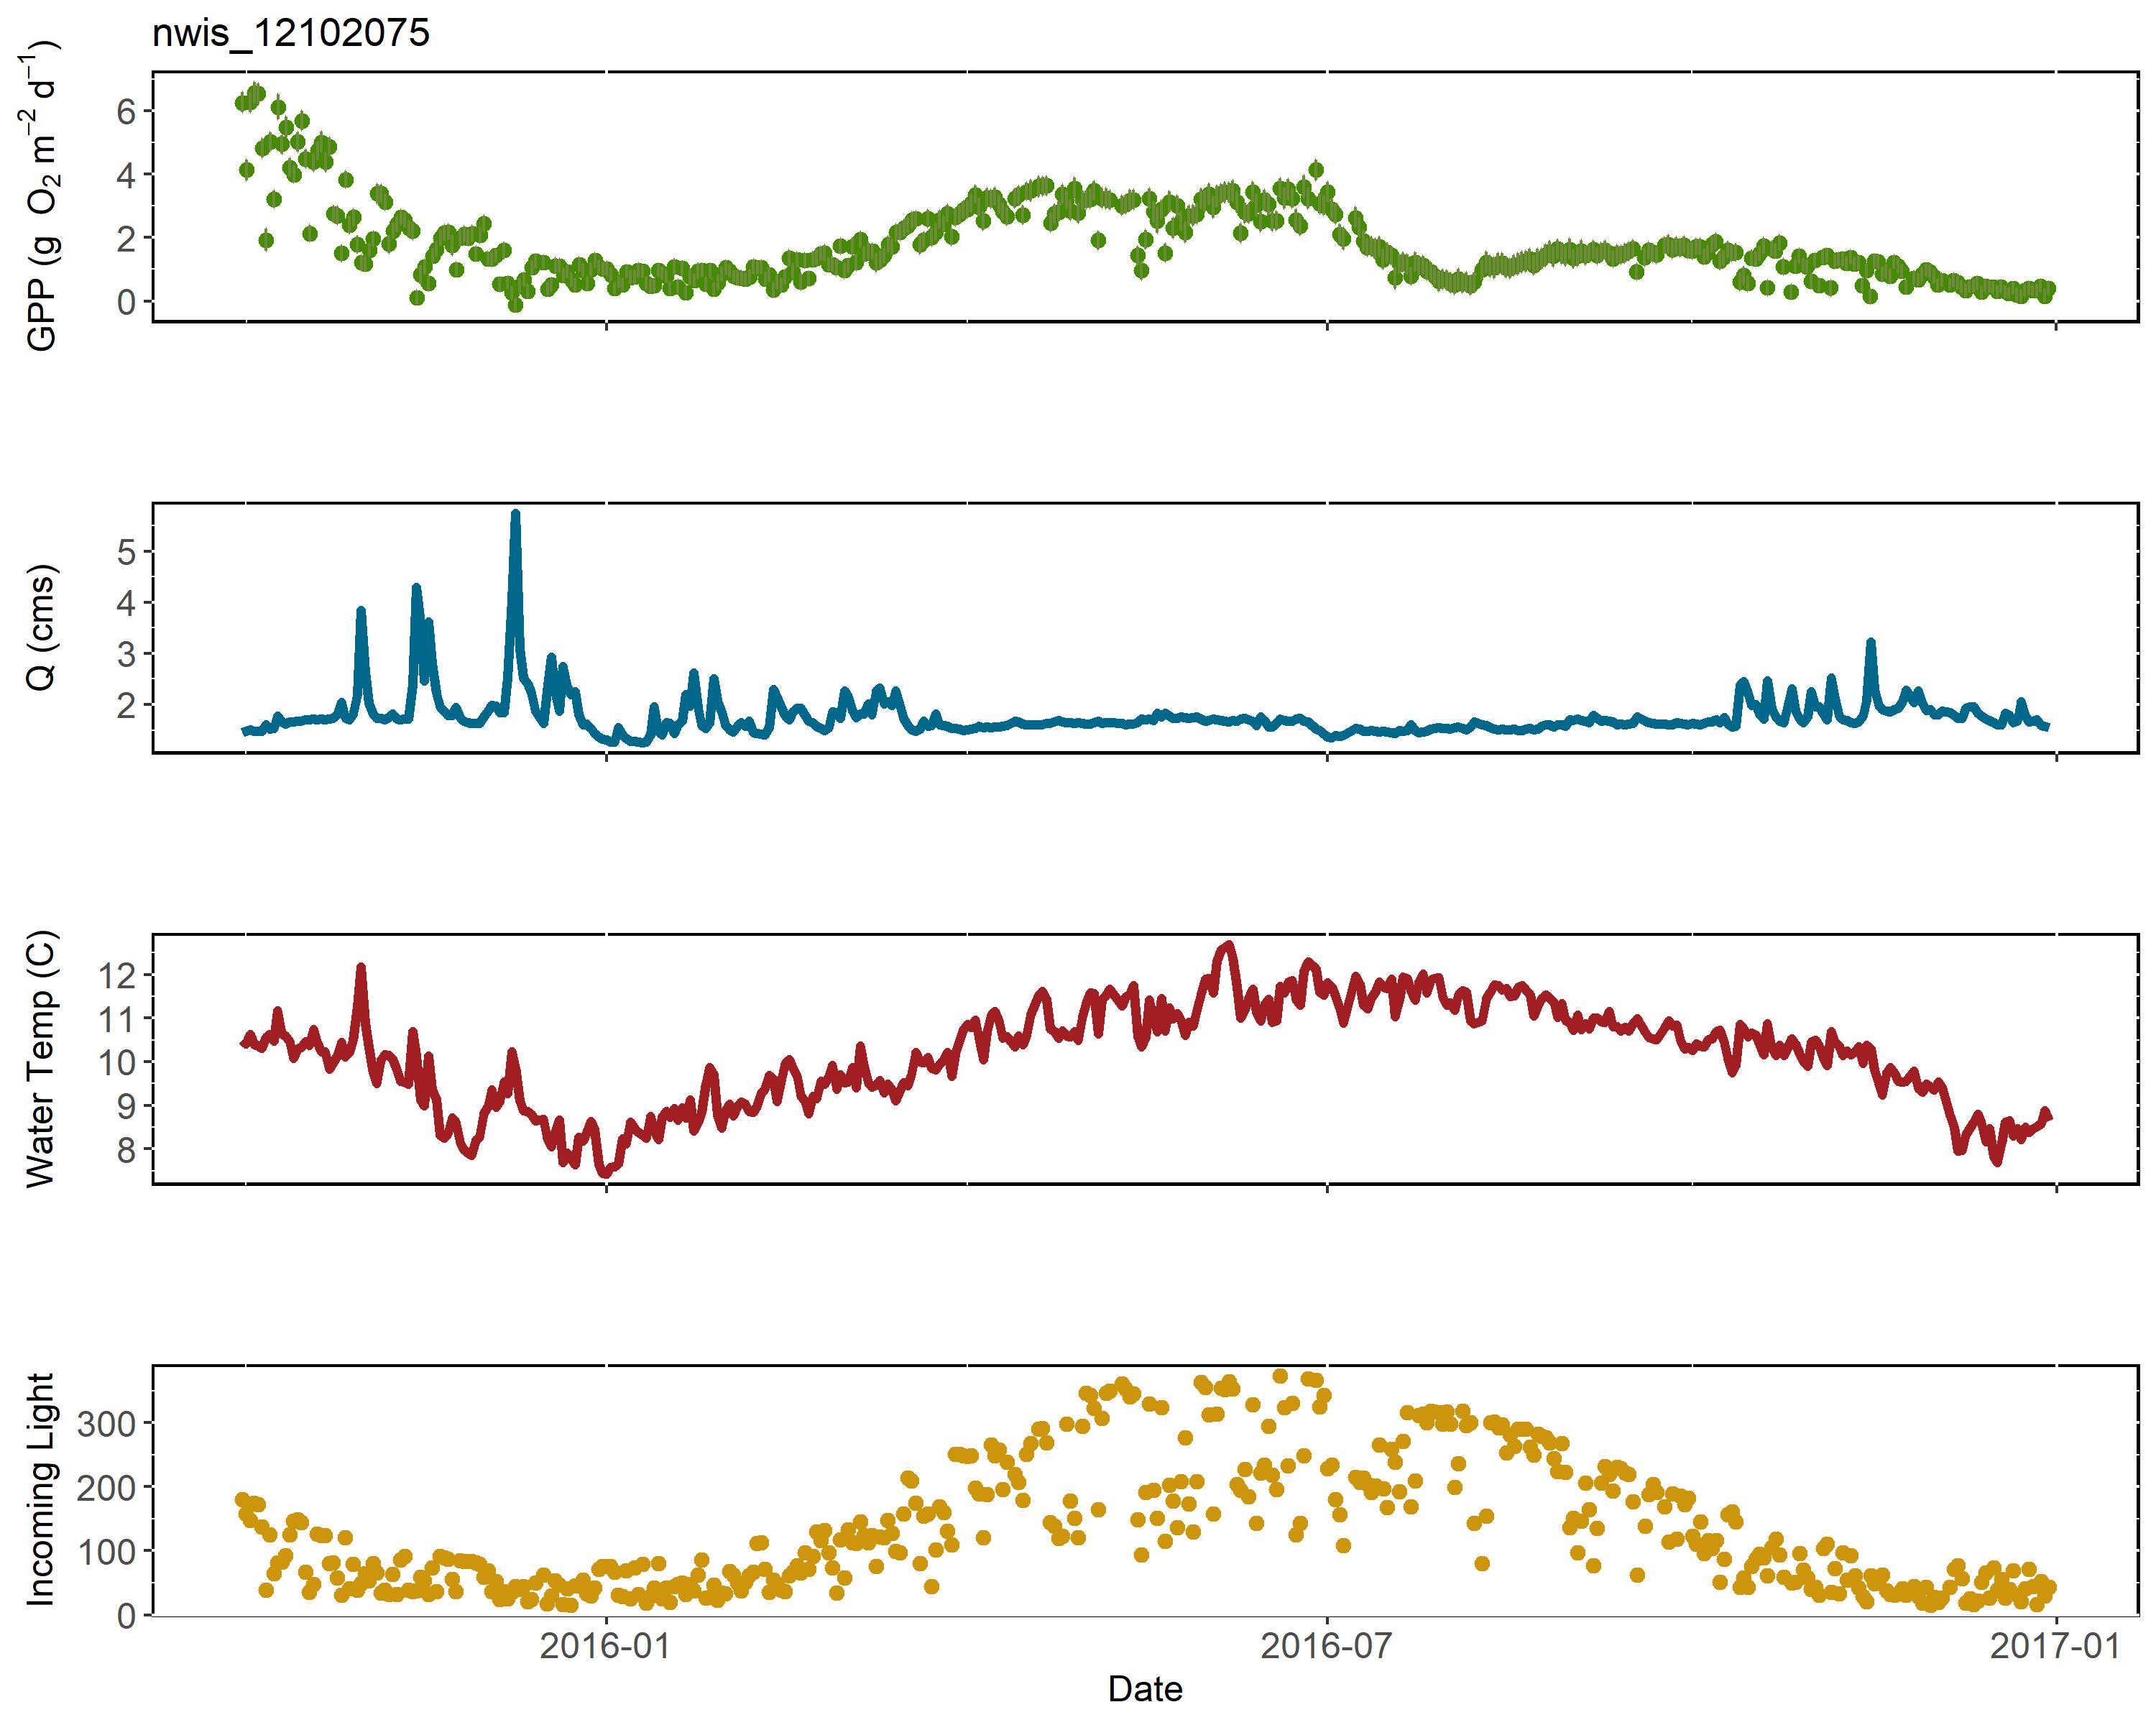 nwis_12102075
GPP (g O₂ m⁻² d⁻¹)
6
4
2
0
Q (cms)
5
4
3
2
Water Temp (C)
12
11
10
9
8
Incoming Light
300
200
100
0
2016-01 2016-07 2017-01
Date